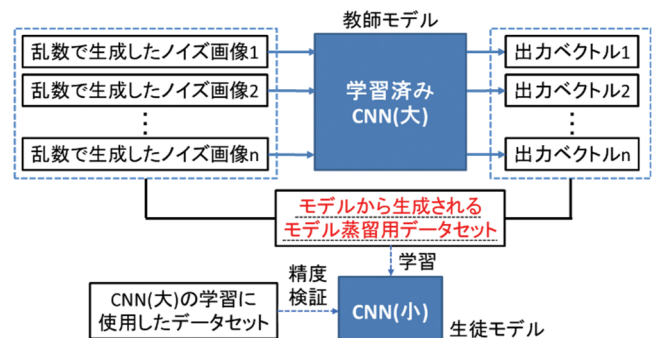 教師モデル
乱数で生成したノイズ画像1
乱数で生成したノイズ画像2
⋮
乱数で生成したノイズ画像n
学習済み
CNN(大)
出力ベクトル1
出力ベクトル2
⋮
出力ベクトルn
モデルから生成される
モデル蒸留用データセット
学習
精度
検証
CNN(大)の学習に
使用したデータセット
CNN(小)
生徒モデル